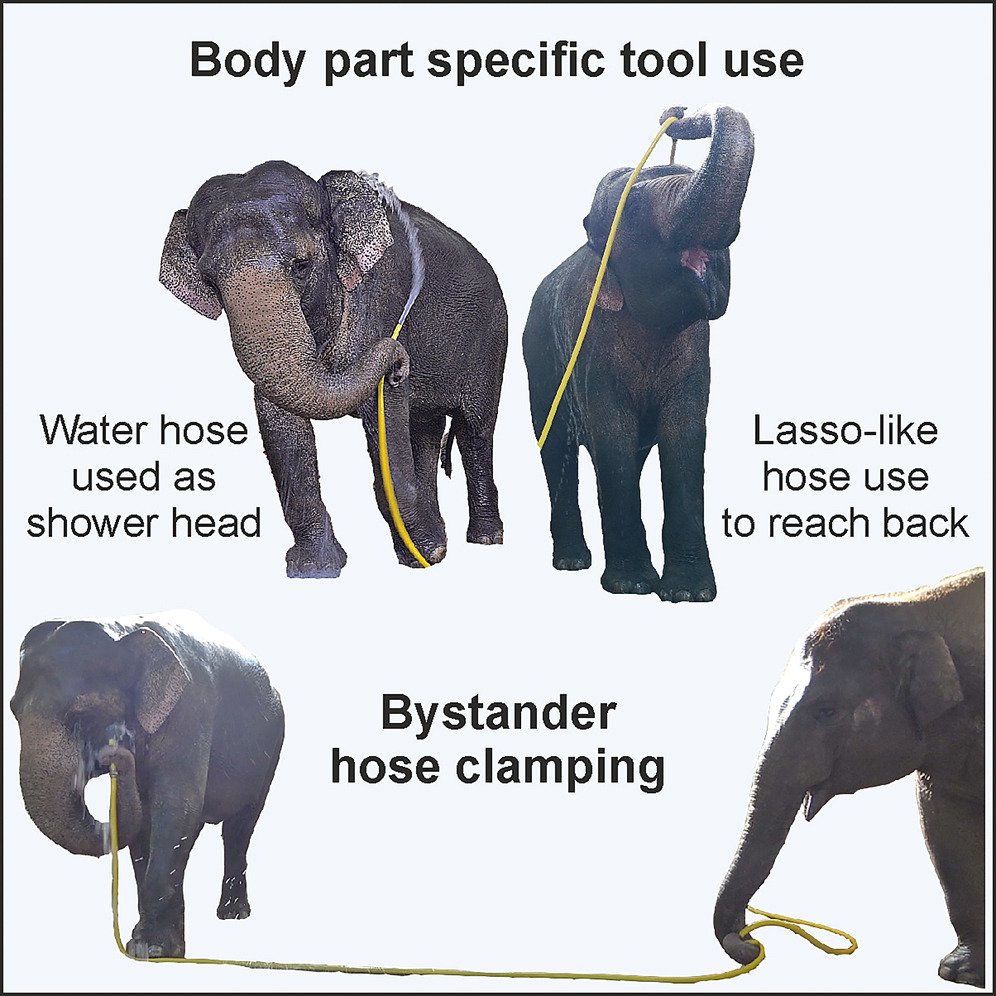 Body part specific tool use
Water hose
used as
shower head
Lasso-like
hose use
to reach back
Bystander
hose clamping